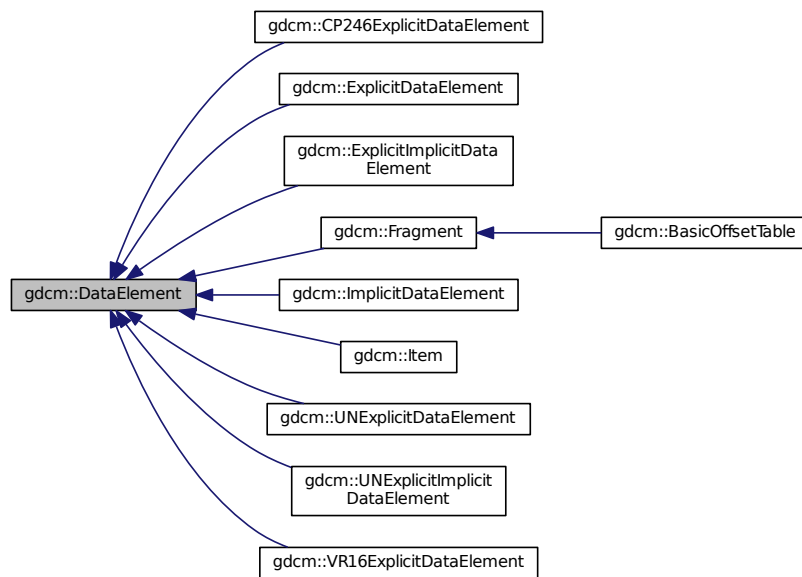 gdcm::CP246ExplicitDataElement
gdcm::ExplicitDataElement
gdcm::ExplicitImplicitData
Element
gdcm::Fragment
gdcm::BasicOffsetTable
gdcm::DataElement
gdcm::ImplicitDataElement
gdcm::Item
gdcm::UNExplicitDataElement
gdcm::UNExplicitImplicit
DataElement
gdcm::VR16ExplicitDataElement